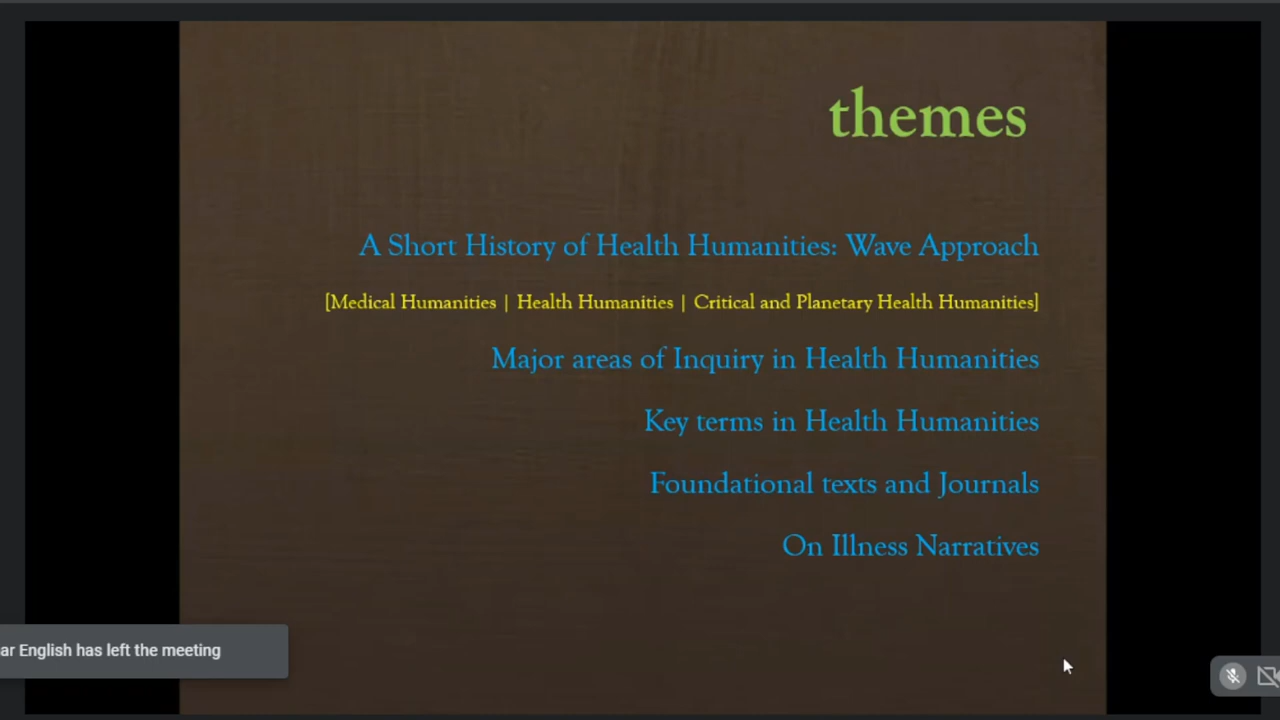 themes
A Short History of Health Humanities: Wave Approach
[Medical Humanities | Health Humanities | Critical and Planetary Health Humanities]
Major areas of Inquiry in Health Humanities
Key terms in Health Humanities
Foundational texts and Journals
On Illness Narratives
ar English has left the meeting